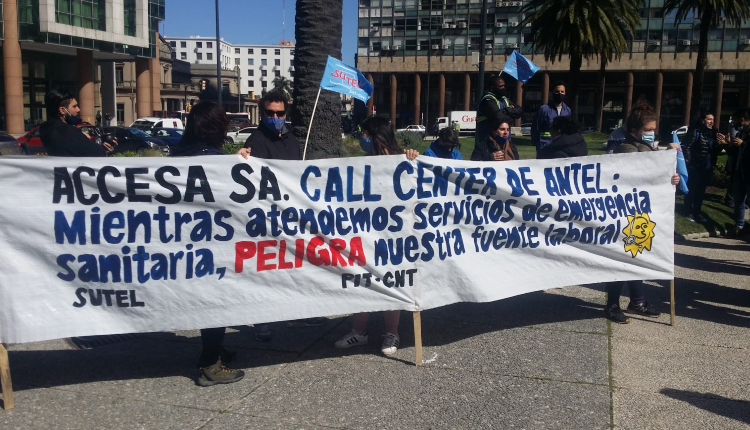 SUTEL
ACCESA SA. CALL CENTER DE ANTEL:
Mientras atendemos servicios de emergencia
sanitaria, PELIGRA nuestra fuente laboral
SUTEL
PIT-CNT